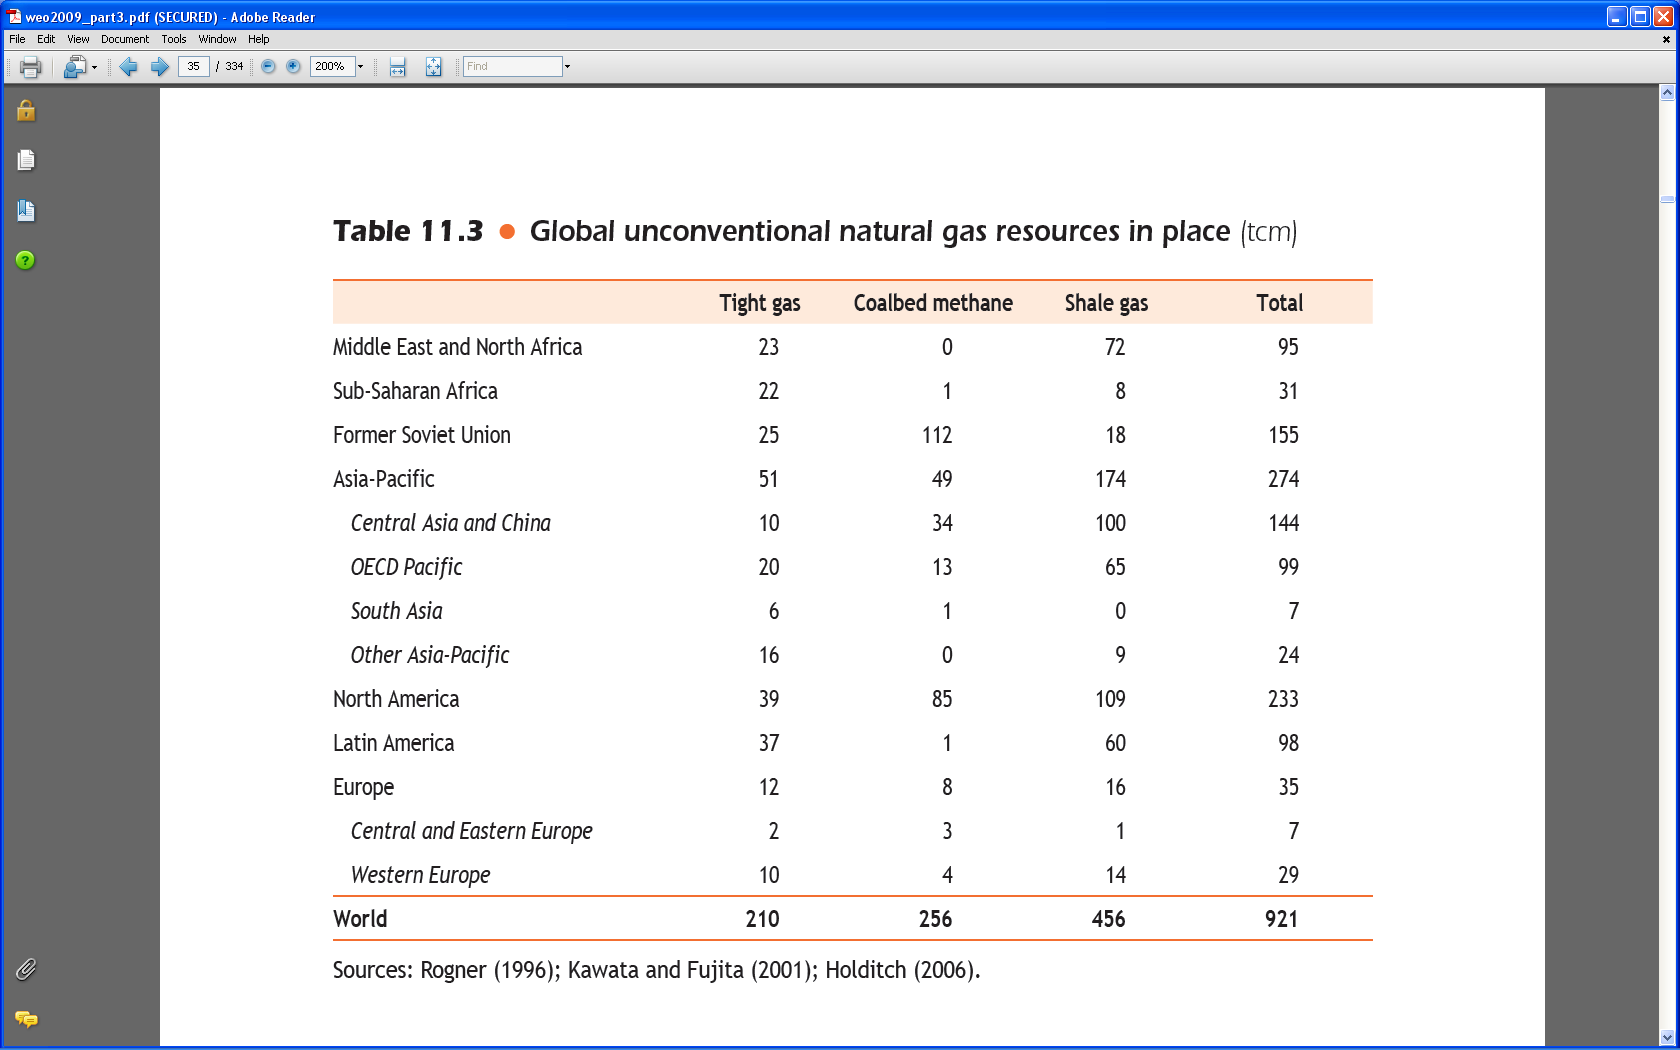 weo2009_part3.pdf (SECURED) - Adobe Reader
File Edit View Document Tools Window Help
35 / 334 200% Find
Table 11.3 ● Global unconventional natural gas resources in place (tcm)
Tight gas Coalbed methane Shale gas Total
Middle East and North Africa 23 0 72 95
Sub-Saharan Africa 22 1 8 31
Former Soviet Union 25 112 18 155
Asia-Pacific 51 49 174 274
Central Asia and China 10 34 100 144
OECD Pacific 20 13 65 99
South Asia 6 1 0 7
Other Asia-Pacific 16 0 9 24
North America 39 85 109 233
Latin America 37 1 60 98
Europe 12 8 16 35
Central and Eastern Europe 2 3 1 7
Western Europe 10 4 14 29
World 210 256 456 921
Sources: Rogner (1996); Kawata and Fujita (2001); Holditch (2006).